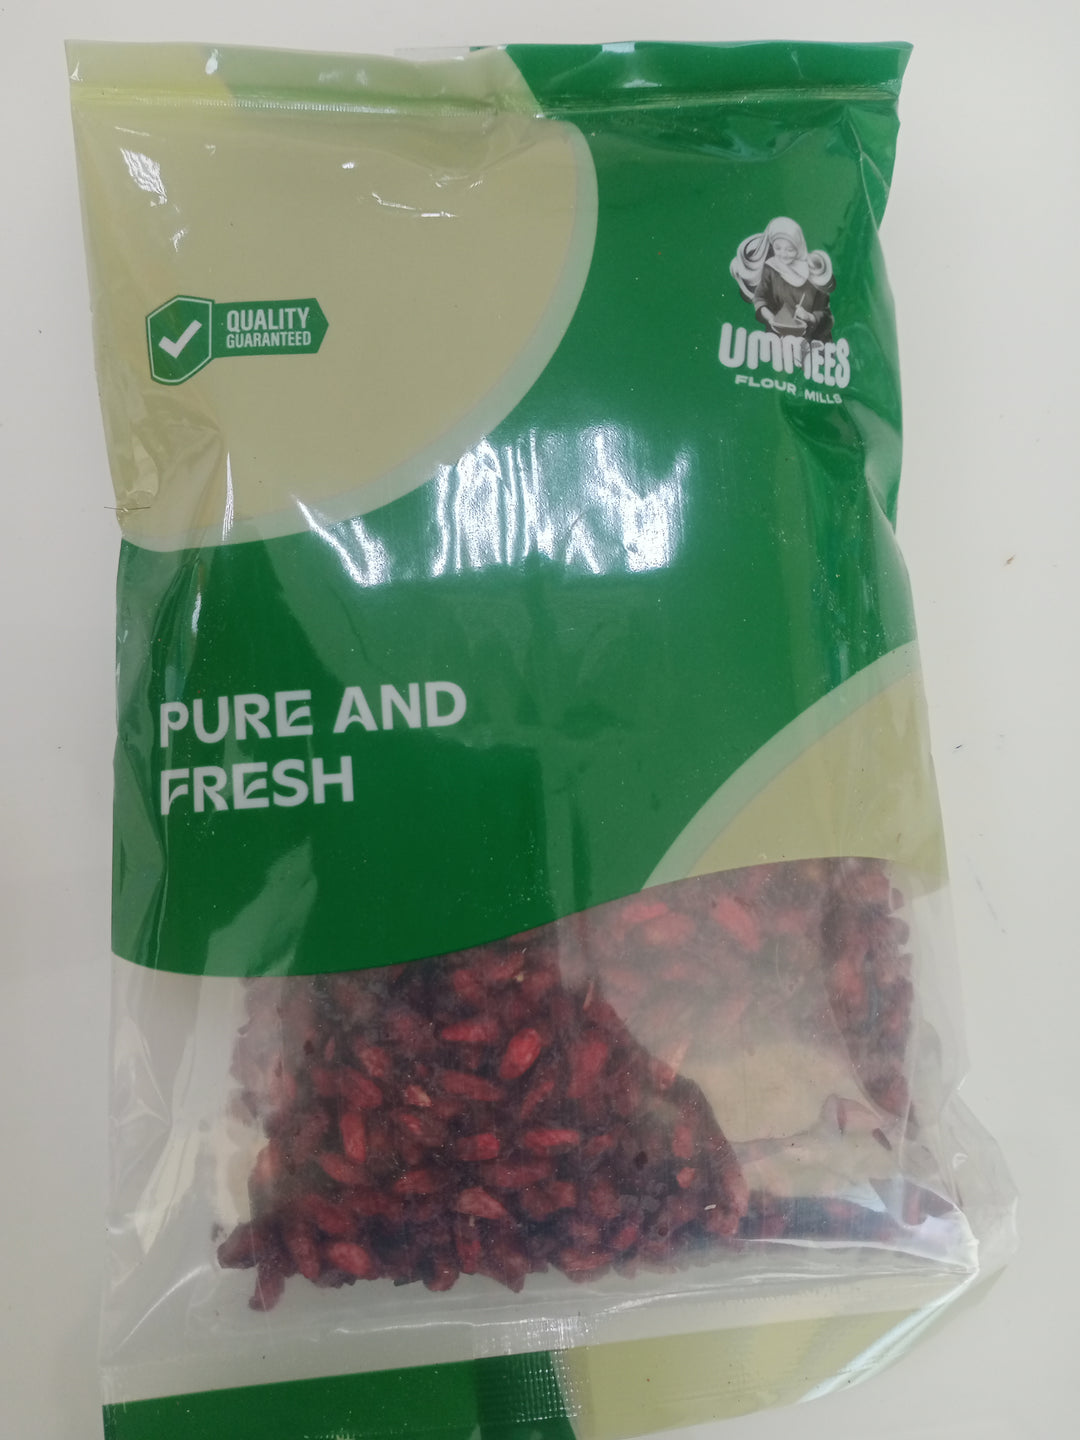 QUALITY
GUARANTEED
UMMEES
FLOUR MILLS
PURE AND
FRESH